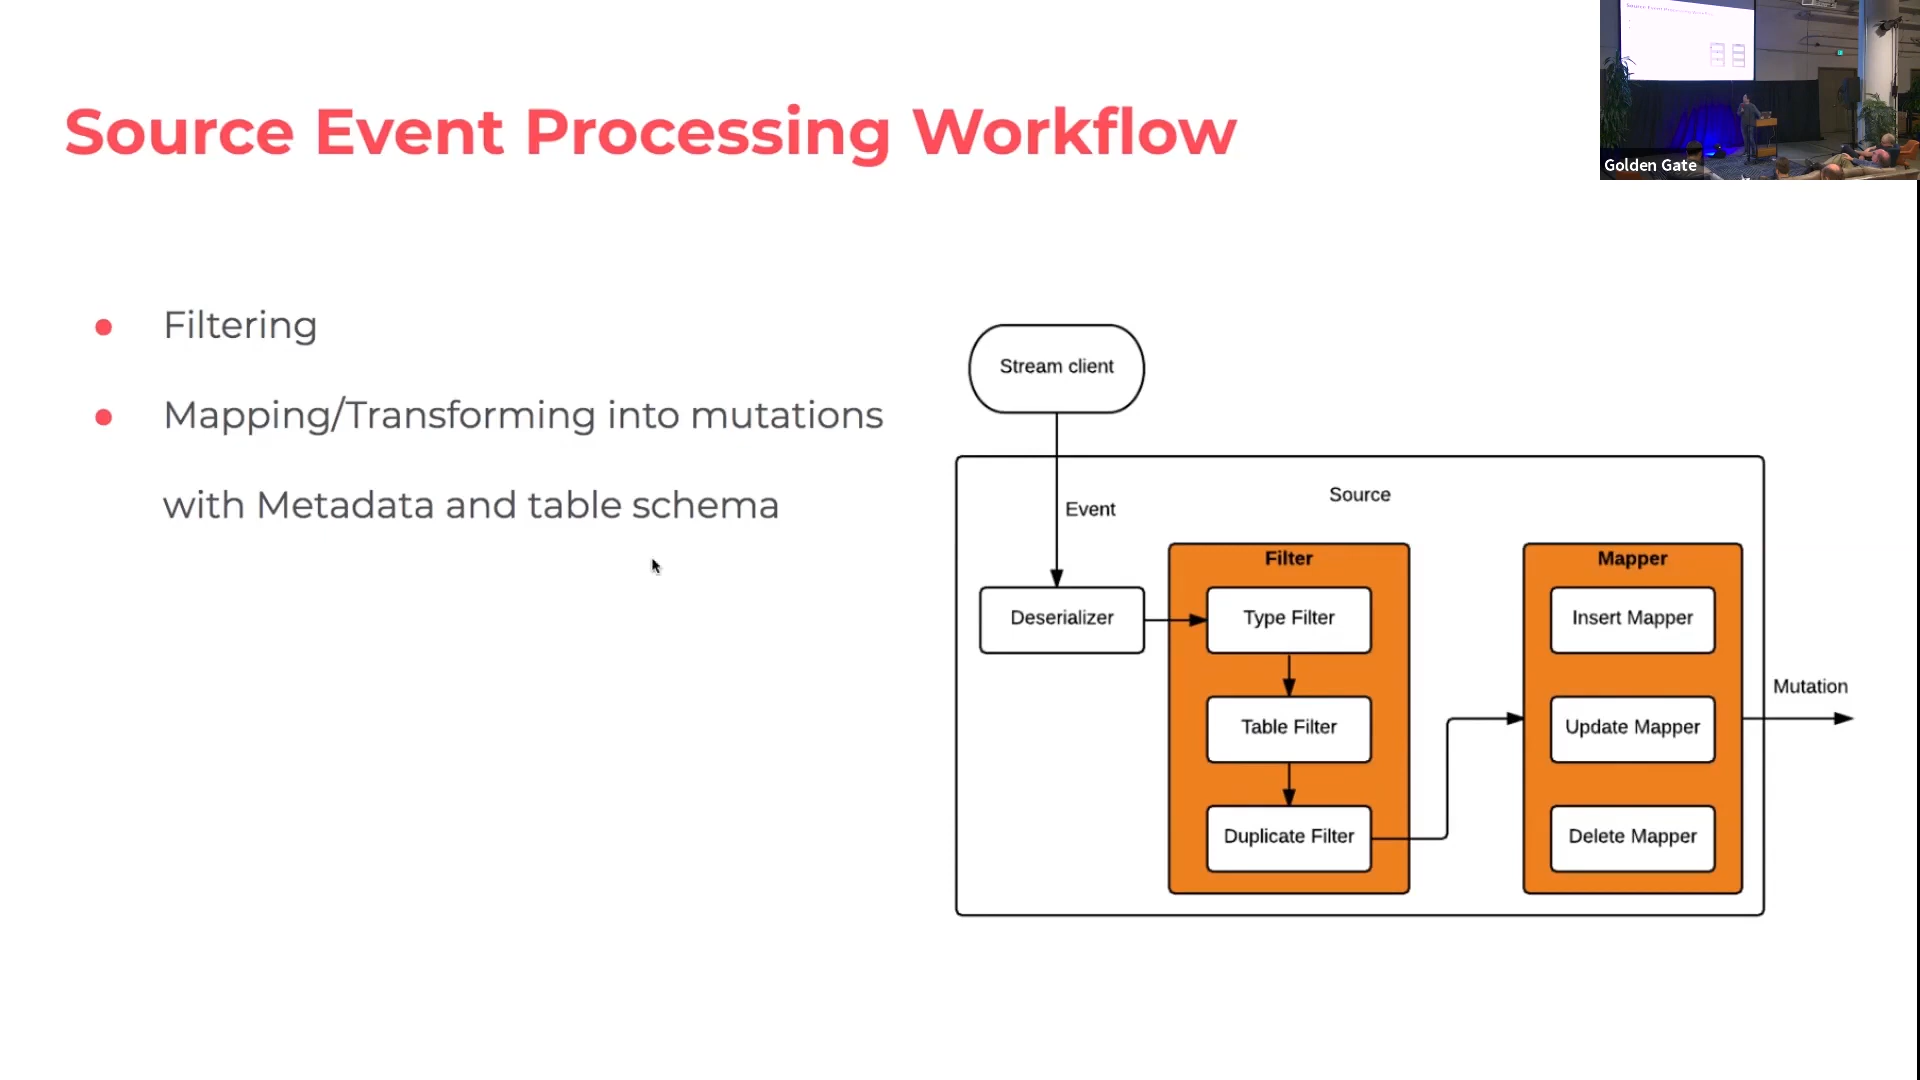 Source Event Processing Workflow
Golden Gate
Filtering
Mapping/Transforming into mutations
with Metadata and table schema
Stream client
Event
Source
Deserializer
Filter
Type Filter
Table Filter
Duplicate Filter
Mapper
Insert Mapper
Update Mapper
Delete Mapper
Mutation